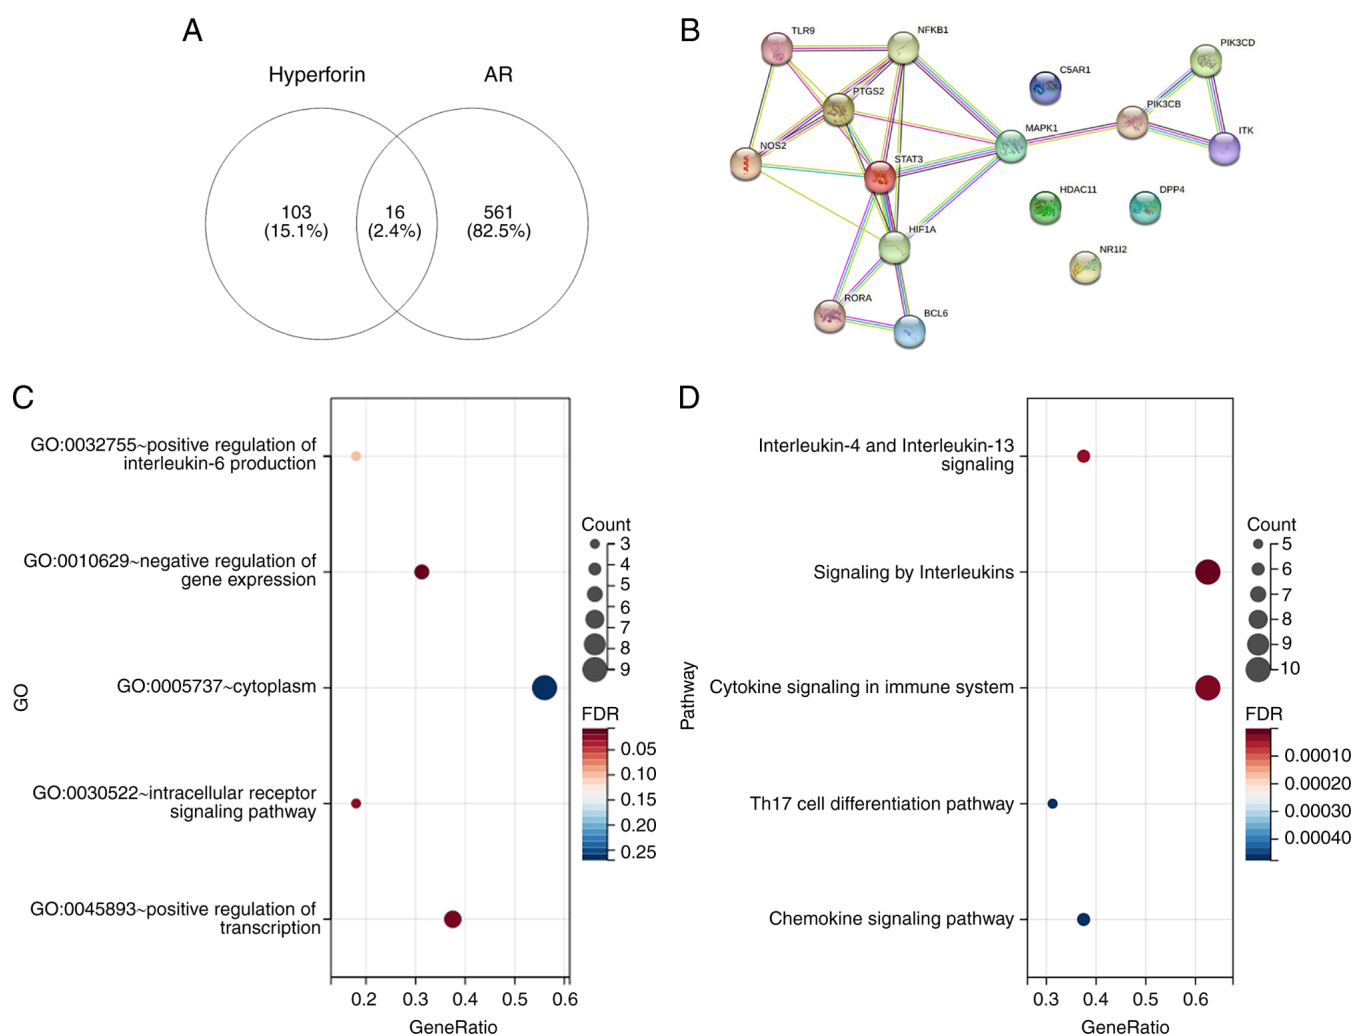 A
Hyperforin
AR
103
(15.1%)
16
(2.4%)
561
(82.5%)
B
TLR9
NFKB1
PIK3CD
C5AR1
PTGS2
PIK3CB
MAPK1
ITK
NOS2
STAT3
HDAC11
DPP4
HIF1A
NR1I2
RORA
BCL6
C
GO:0032755~positive regulation of
interleukin-6 production
GO:0010629~negative regulation of
gene expression
GO:0005737~cytoplasm
GO:0030522~intracellular receptor
signaling pathway
GO:0045893~positive regulation of
transcription
GO
0.2 0.3 0.4 0.5 0.6
GeneRatio
Count
3
4
5
6
7
8
9
FDR
0.05
0.10
0.15
0.20
0.25
D
Interleukin-4 and Interleukin-13
signaling
Signaling by Interleukins
Cytokine signaling in immune system
Th17 cell differentiation pathway
Chemokine signaling pathway
Pathway
0.3 0.4 0.5 0.6
GeneRatio
Count
5
6
7
8
9
10
FDR
0.00010
0.00020
0.00030
0.00040